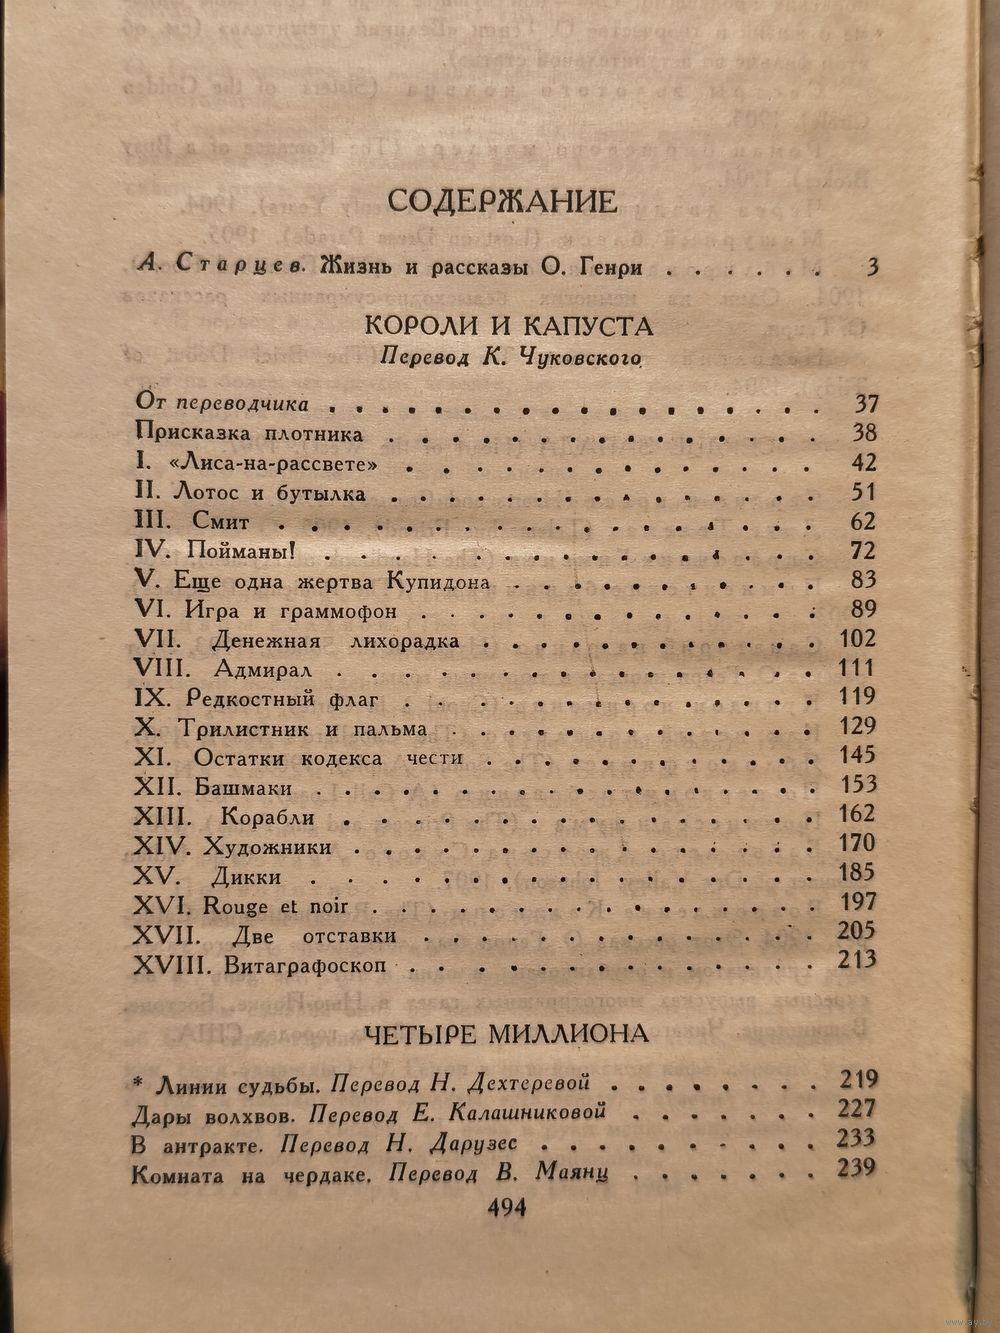 СОДЕРЖАНИЕ
А. Старцев. Жизнь и рассказы О. Генри . . . . . . 3
КОРОЛИ И КАПУСТА
Перевод К. Чуковского
От переводчика . . . . . . . . . . . . . . . . . . 37
Присказка плотника . . . . . . . . . . . . . . . 38
I. «Лиса-на-рассвете» . . . . . . . . . . . . . . 42
II. Лотос и бутылка . . . . . . . . . . . . . . . 51
III. Смит . . . . . . . . . . . . . . . . . . 62
IV. Пойманы! . . . . . . . . . . . . . . . . 72
V. Еще одна жертва Купидона . . . . . . . . . . . 83
VI. Игра и граммофон . . . . . . . . . . . . . . 89
VII. Денежная лихорадка . . . . . . . . . . . . 102
VIII. Адмирал . . . . . . . . . . . . . . . . . 111
IX. Редкостный флаг . . . . . . . . . . . . . . 119
X. Трилистник и пальма . . . . . . . . . . . . . 129
XI. Остатки кодекса чести . . . . . . . . . . . . 145
XII. Башмаки . . . . . . . . . . . . . . . . . . 153
XIII. Корабли . . . . . . . . . . . . . . . . 162
XIV. Художники . . . . . . . . . . . . . . . . 170
XV. Дикки . . . . . . . . . . . . . . . . . . 185
XVI. Rouge et noir . . . . . . . . . . . . . . . . 197
XVII. Две отставки . . . . . . . . . . . . . . 205
XVIII. Витаграфоскоп . . . . . . . . . . . . . . 213
ЧЕТЫРЕ МИЛЛИОНА
* Линии судьбы. Перевод Н. Дехтеревой . . . . . . . . 219
Дары волхвов. Перевод Е. Калашниковой . . . . . . . 227
В антракте. Перевод Н. Дарузес . . . . . . . . . . 233
Комната на чердаке. Перевод В. Маянц . . . . . . . 239
494
www.ay.by